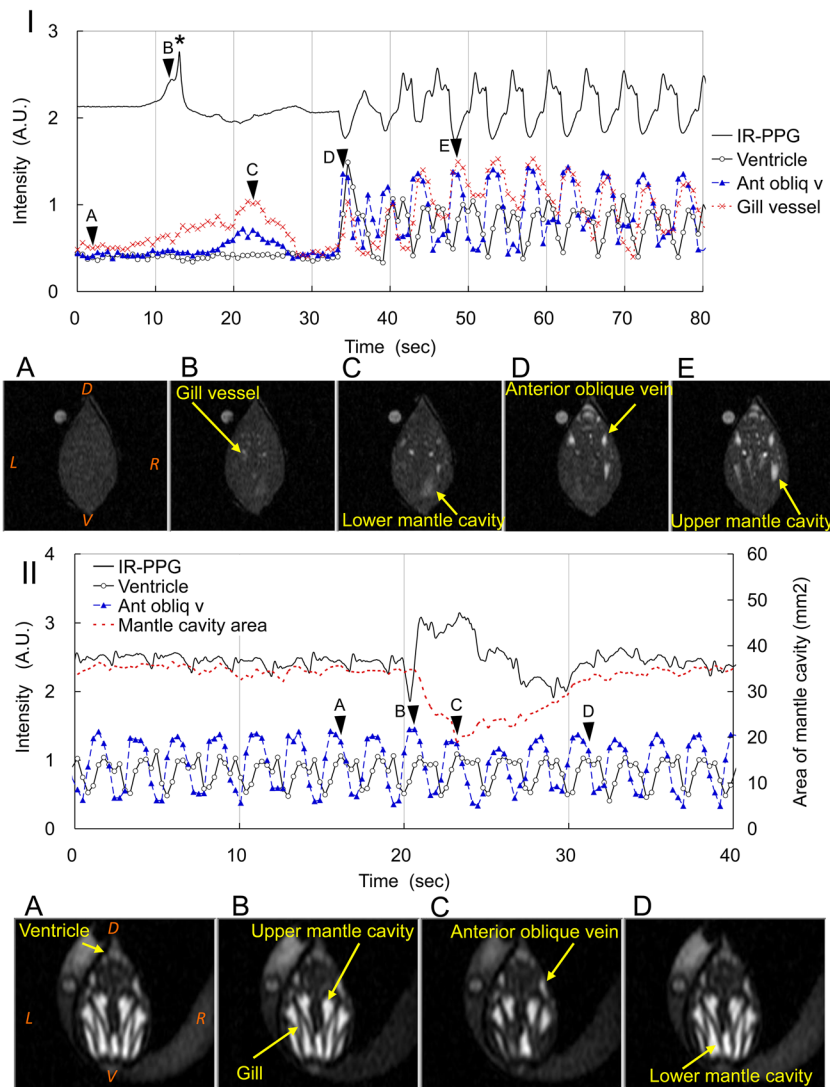 I
3
2
1
0
Intensity (A.U.)
B
*
A
C
D
E
IR-PPG
Ventricle
Ant obliq v
Gill vessel
0 10 20 30 40 50 60 70 80
Time (sec)
A B C D E
D
L R
V
Gill vessel
Lower mantle cavity
Anterior oblique vein
Upper mantle cavity
II
4
3
2
1
0
Intensity (A.U.)
IR-PPG
Ventricle
Ant obliq v
Mantle cavity area
A
B
C
D
60
50
40
30
20
10
0
Area of mantle cavity (mm2)
0 10 20 30 40
Time (sec)
A B C D
Ventricle
D
L R
V
Upper mantle cavity
Gill
Anterior oblique vein
Lower mantle cavity